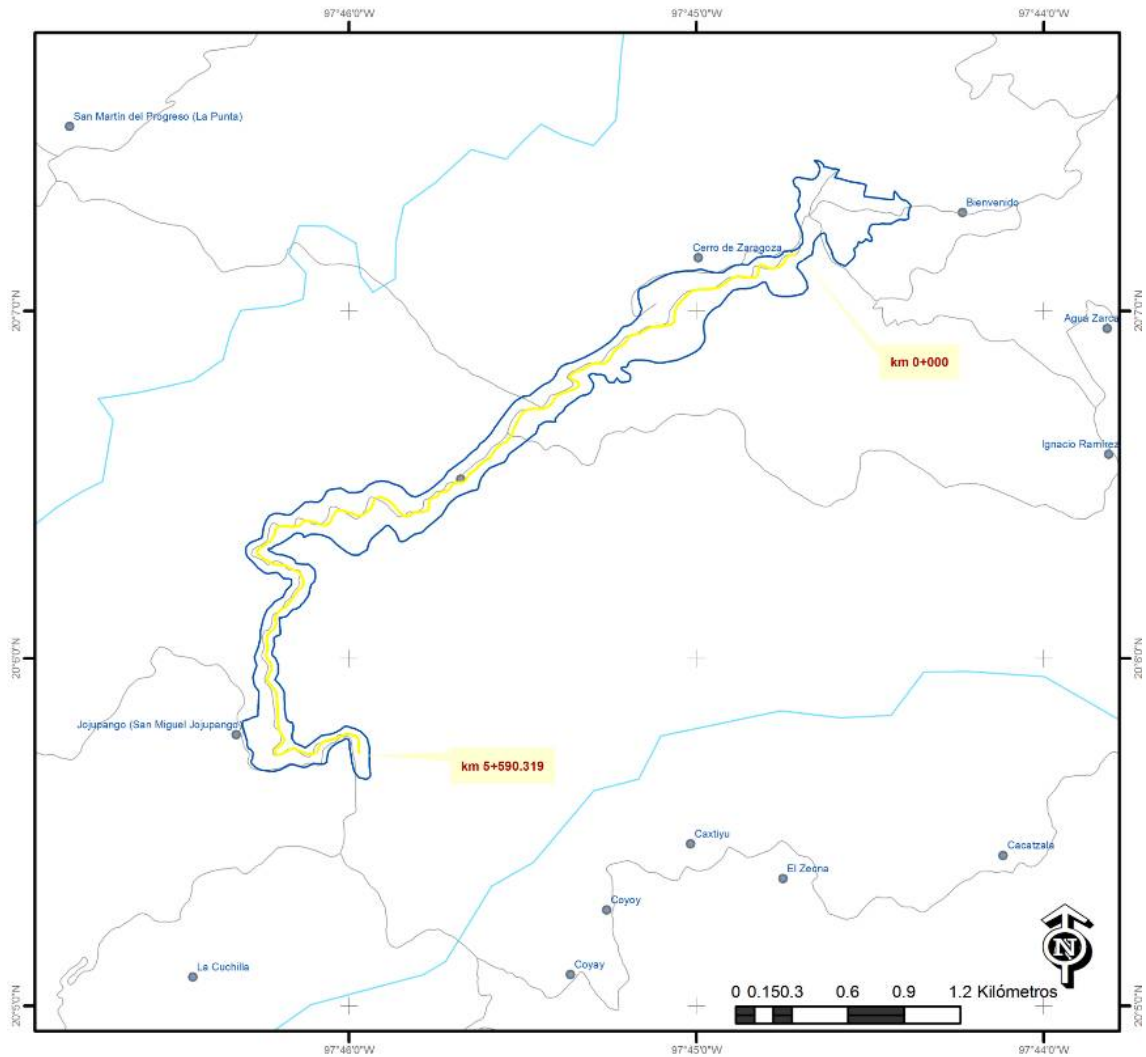 97°46'0"W
97°45'0"W
97°44'0"W
San Martín del Progreso (La Punta)
Bienvenido
Cerro de Zaragoza
20°7'0"N
20°7'0"N
Agua Zarca
km 0+000
Ignacio Ramírez
20°6'0"N
20°6'0"N
Jojupango (San Miguel Jojupango)
km 5+590.319
Caxtiyu
Cacatzala
El Zecna
Coyoy
N
Coyay
La Cuchilla
0 0.150.3 0.6 0.9 1.2 Kilómetros
20°5'0"N
20°5'0"N
97°46'0"W
97°45'0"W
97°44'0"W